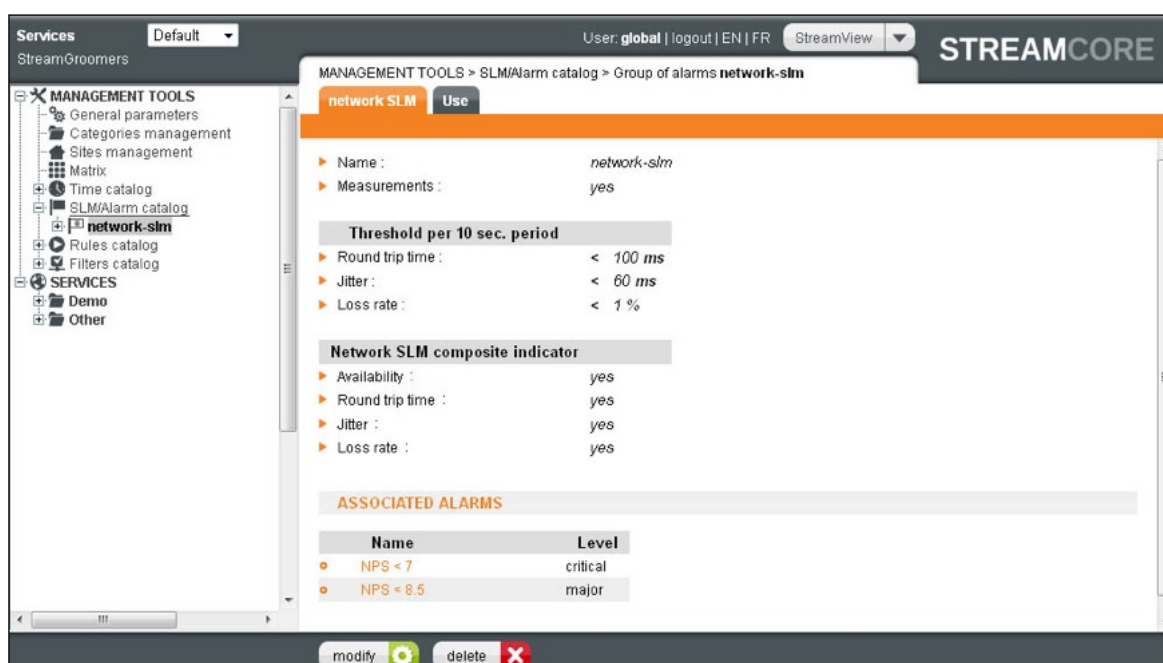 Services Default User: global | logout | EN | FR StreamView STREAMCORE
StreamGroomers
MANAGEMENT TOOLS > SLM/Alarm catalog > Group of alarms network-slm
network SLM Use
MANAGEMENT TOOLS
General parameters
Categories management
Sites management
Matrix
Time catalog
SLM/Alarm catalog
network-slm
Rules catalog
Filters catalog
SERVICES
Demo
Other
Name : network-slm
Measurements : yes
Threshold per 10 sec. period
Round trip time : < 100 ms
Jitter : < 60 ms
Loss rate : < 1 %
Network SLM composite indicator
Availability : yes
Round trip time : yes
Jitter : yes
Loss rate : yes
ASSOCIATED ALARMS
Name Level
NPS < 7 critical
NPS < 8.5 major
modify delete